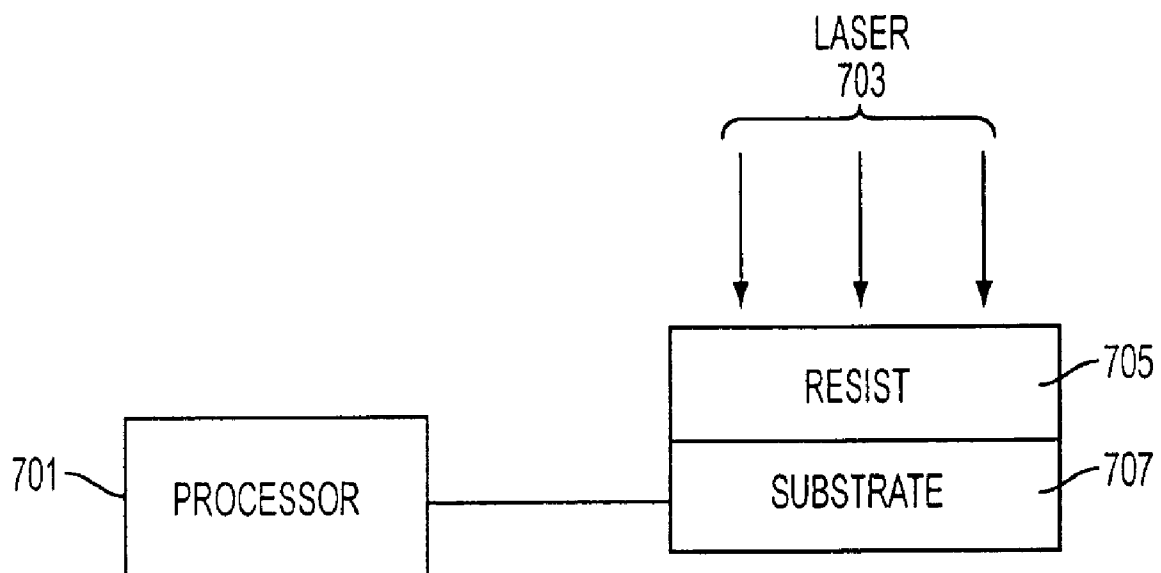 LASER
703
RESIST
705
SUBSTRATE
707
701
PROCESSOR